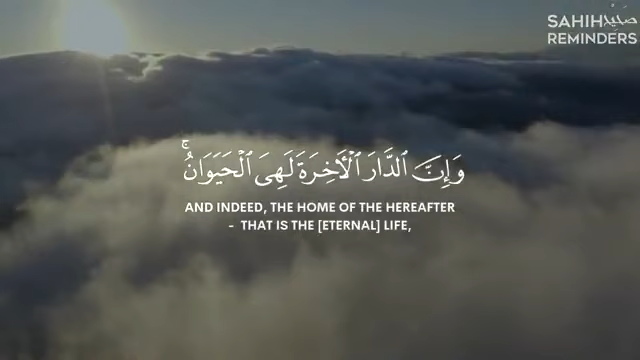 SAHIH صحيح
REMINDERS
وَإِنَّ ٱلدَّارَ ٱلْأَخِرَةَ لَهِىَ ٱلْحَيَوَانُ ۚ
AND INDEED, THE HOME OF THE HEREAFTER
- THAT IS THE [ETERNAL] LIFE,